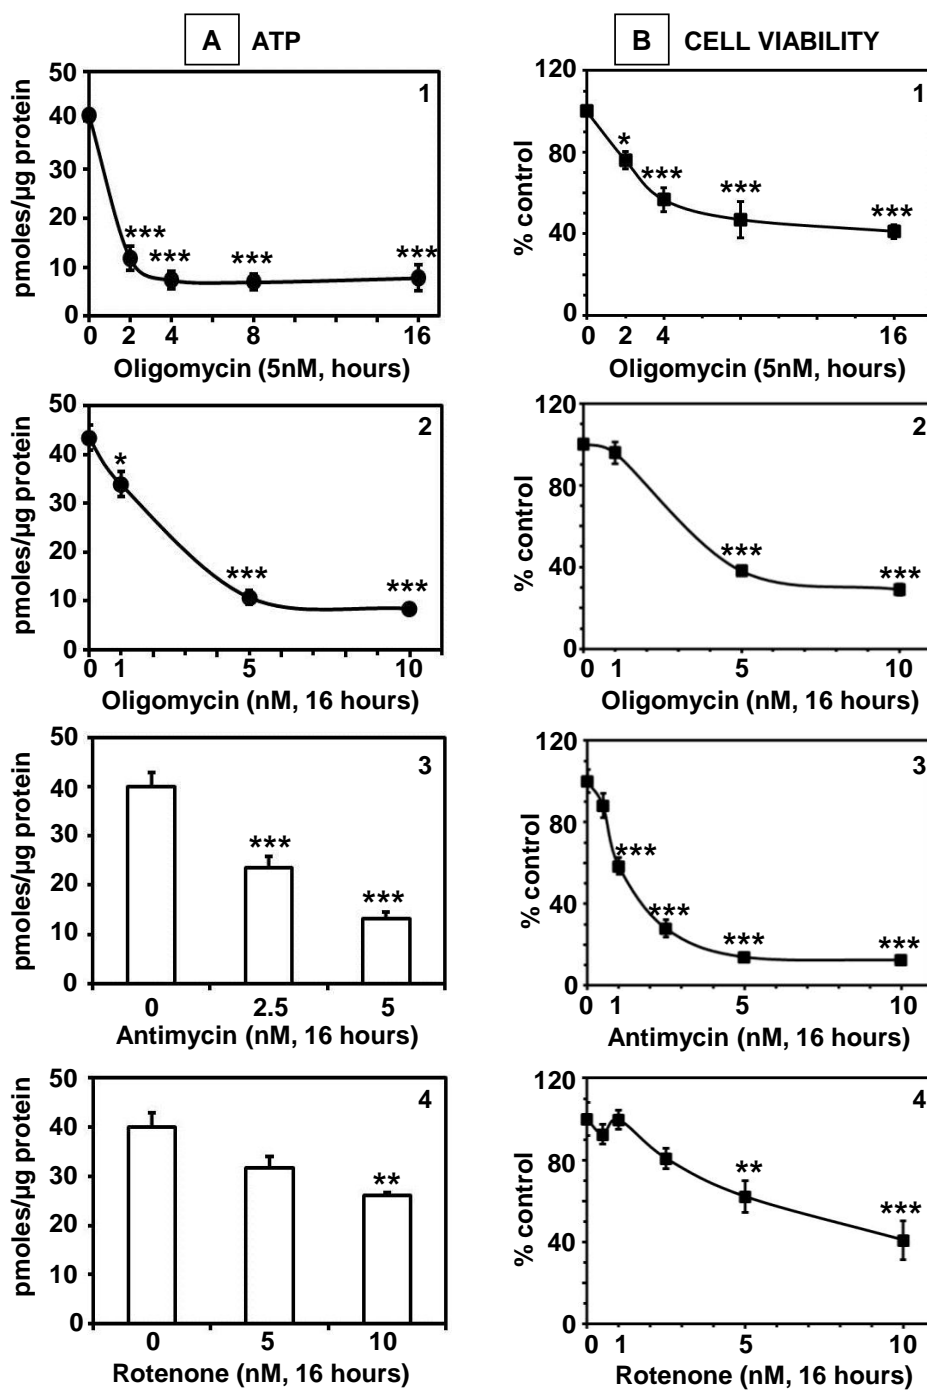 A ATP
B CELL VIABILITY
1
pmoles/µg protein
50
40
30
20
10
0
***
***
***
***
0 2 4 8 16
Oligomycin (5nM, hours)
1
% control
120
80
40
0
*
***
***
***
0 2 4 16
Oligomycin (5nM, hours)
2
pmoles/µg protein
50
40
30
20
10
0
*
***
***
0 1 5 10
Oligomycin (nM, 16 hours)
2
% control
120
80
40
0
***
***
0 1 5 10
Oligomycin (nM, 16 hours)
3
pmoles/µg protein
50
40
30
20
10
0
***
***
0 2.5 5
Antimycin (nM, 16 hours)
3
% control
120
80
40
0
***
***
***
***
0 1 5 10
Antimycin (nM, 16 hours)
4
pmoles/µg protein
50
40
30
20
10
0
**
0 5 10
Rotenone (nM, 16 hours)
4
% control
120
80
40
0
**
***
0 1 5 10
Rotenone (nM, 16 hours)